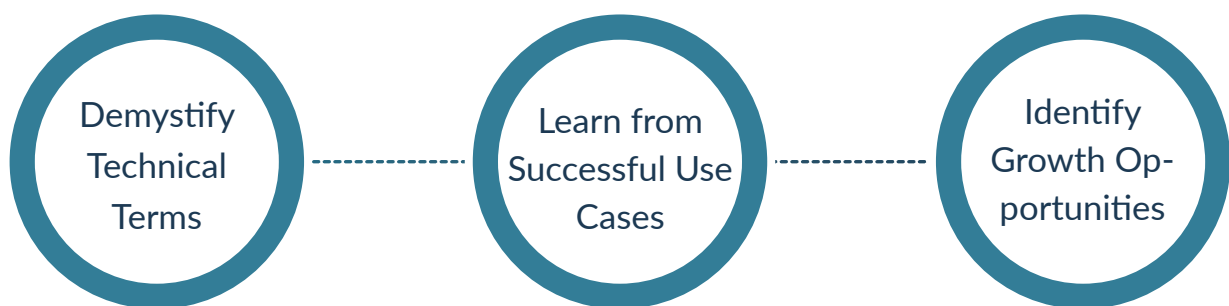 Demystify
Technical
Terms
Learn from
Successful Use
Cases
Identify
Growth Op-
portunities